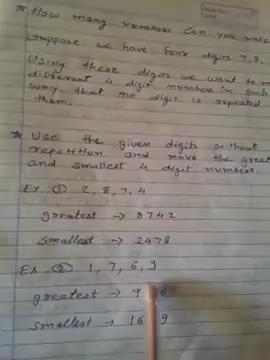 * How many numbers Can you make
suppose we have four digits 7,8,
Using these digits we want to m
different 4 digit numbers in such
way that no digit is repeated
them.
* Use the given digits without
repetition and make the great
and smallest 4 digit number.
Ex ① 2, 8, 7, 4
greatest → 8742
smallest → 2478
Ex ② 1, 7, 6, 9
greatest → 9
smallest → 16 9